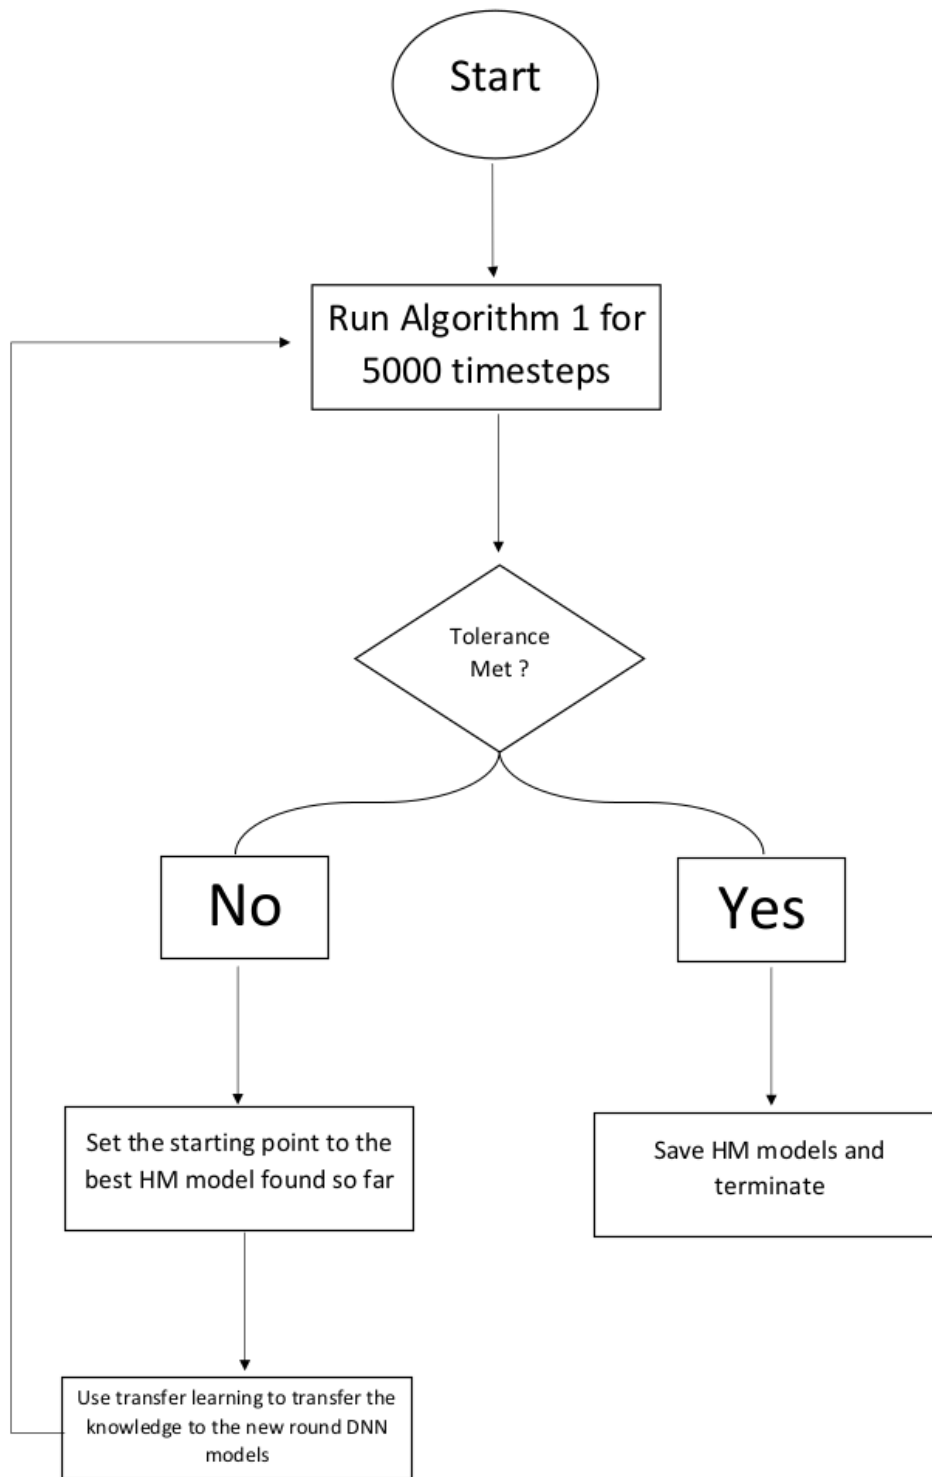 Start
Run Algorithm 1 for
5000 timesteps
Tolerance
Met ?
No
Yes
Set the starting point to the
best HM model found so far
Save HM models and
terminate
Use transfer learning to transfer the
knowledge to the new round DNN
models